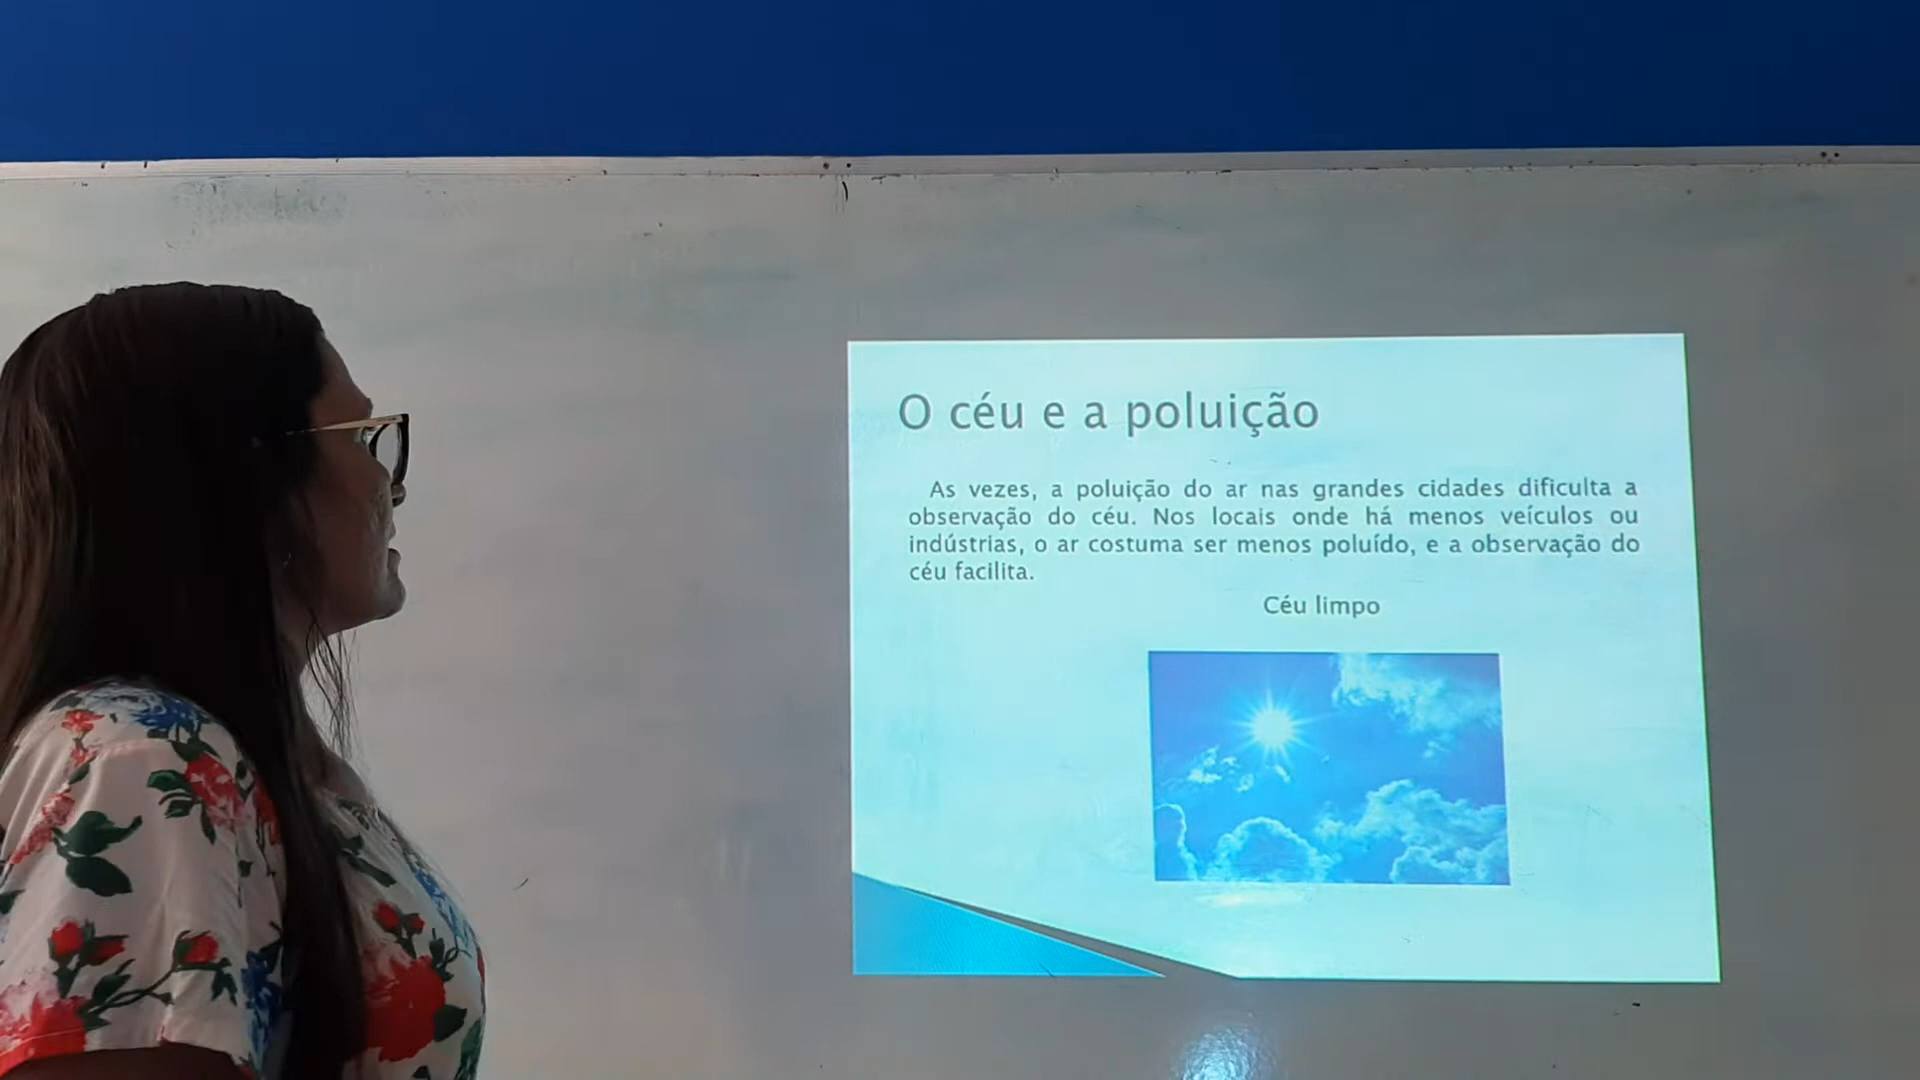 O céu e a poluição
As vezes, a poluição do ar nas grandes cidades dificulta a
observação do céu. Nos locais onde há menos veículos ou
indústrias, o ar costuma ser menos poluído, e a observação do
céu facilita.
Céu limpo